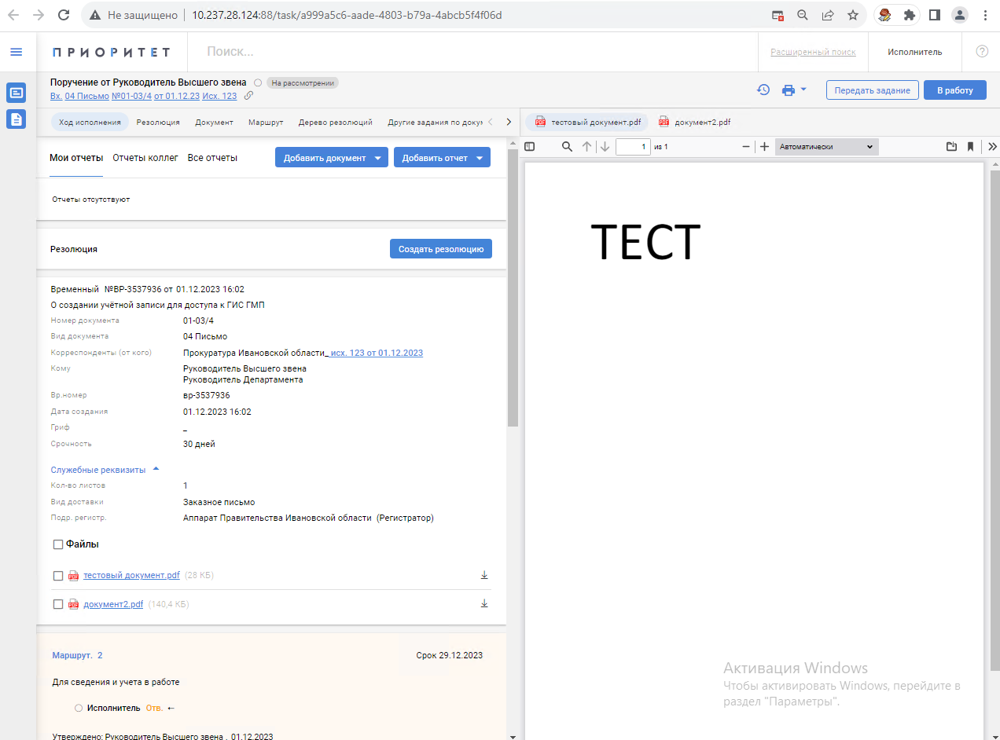 Не защищено 10.237.28.124:88/task/a999a5c6-aade-4803-b79a-4abcb5f4f06d
ПРИОРИТЕТ Поиск... Расширенный поиск Исполнитель ?
Поручение от Руководитель Высшего звена На рассмотрении
Вх. 04 Письмо №01-03/4 от 01.12.23 Исх. 123
Передать задание В работу
Ход исполнения Резолюция Документ Маршрут Дерево резолюций Другие задания по докум
Мои отчеты Отчеты коллег Все отчеты Добавить документ Добавить отчет
Отчеты отсутствуют
Резолюция Создать резолюцию
Временный №ВР-3537936 от 01.12.2023 16:02
О создании учётной записи для доступа к ГИС ГМП
Номер документа 01-03/4
Вид документа 04 Письмо
Корреспонденты (от кого) Прокуратура Ивановской области_ исх. 123 от 01.12.2023
Кому Руководитель Высшего звена
Руководитель Департамента
Вр.номер вр-3537936
Дата создания 01.12.2023 16:02
Гриф _
Срочность 30 дней
Служебные реквизиты
Кол-во листов 1
Вид доставки Заказное письмо
Подр. регистр. Аппарат Правительства Ивановской области (Регистратор)
Файлы
PDF тестовый документ.pdf (28 КБ)
PDF документ2.pdf (140,4 КБ)
Маршрут. 2 Срок 29.12.2023
Для сведения и учета в работе
Исполнитель Отв. ←
Утверждено: Руководитель Высшего звена , 01.12.2023
PDF тестовый документ.pdf PDF документ2.pdf
1 из 1 Автоматически
ТЕСТ
Активация Windows
Чтобы активировать Windows, перейдите в
раздел "Параметры".